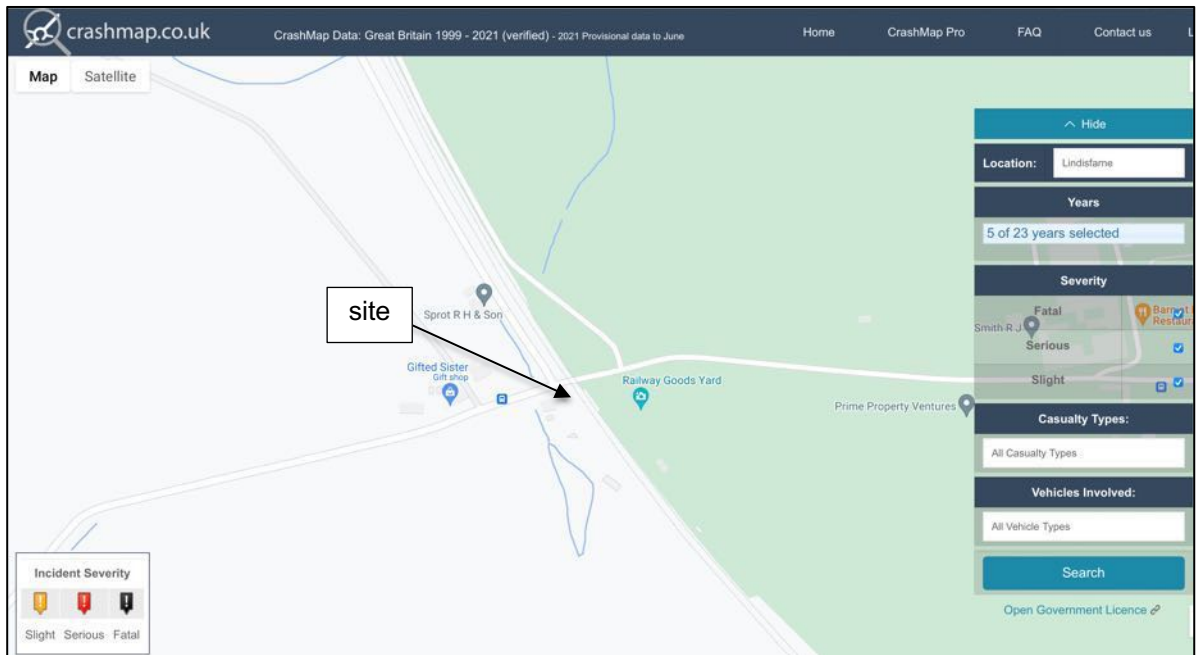 crashmap.co.uk
CrashMap Data: Great Britain 1999 - 2021 (verified) - 2021 Provisional data to June
Home
CrashMap Pro
FAQ
Contact us
Map
Satellite
Hide
Location:
Lindisfarne
Years
5 of 23 years selected
Severity
Fatal
Smith R J
Serious
Slight
site
Sprot R H & Son
Gifted Sister
Gift shop
Railway Goods Yard
Prime Property Ventures
Casualty Types:
All Casualty Types
Vehicles Involved:
All Vehicle Types
Search
Open Government Licence
Incident Severity
Slight Serious Fatal